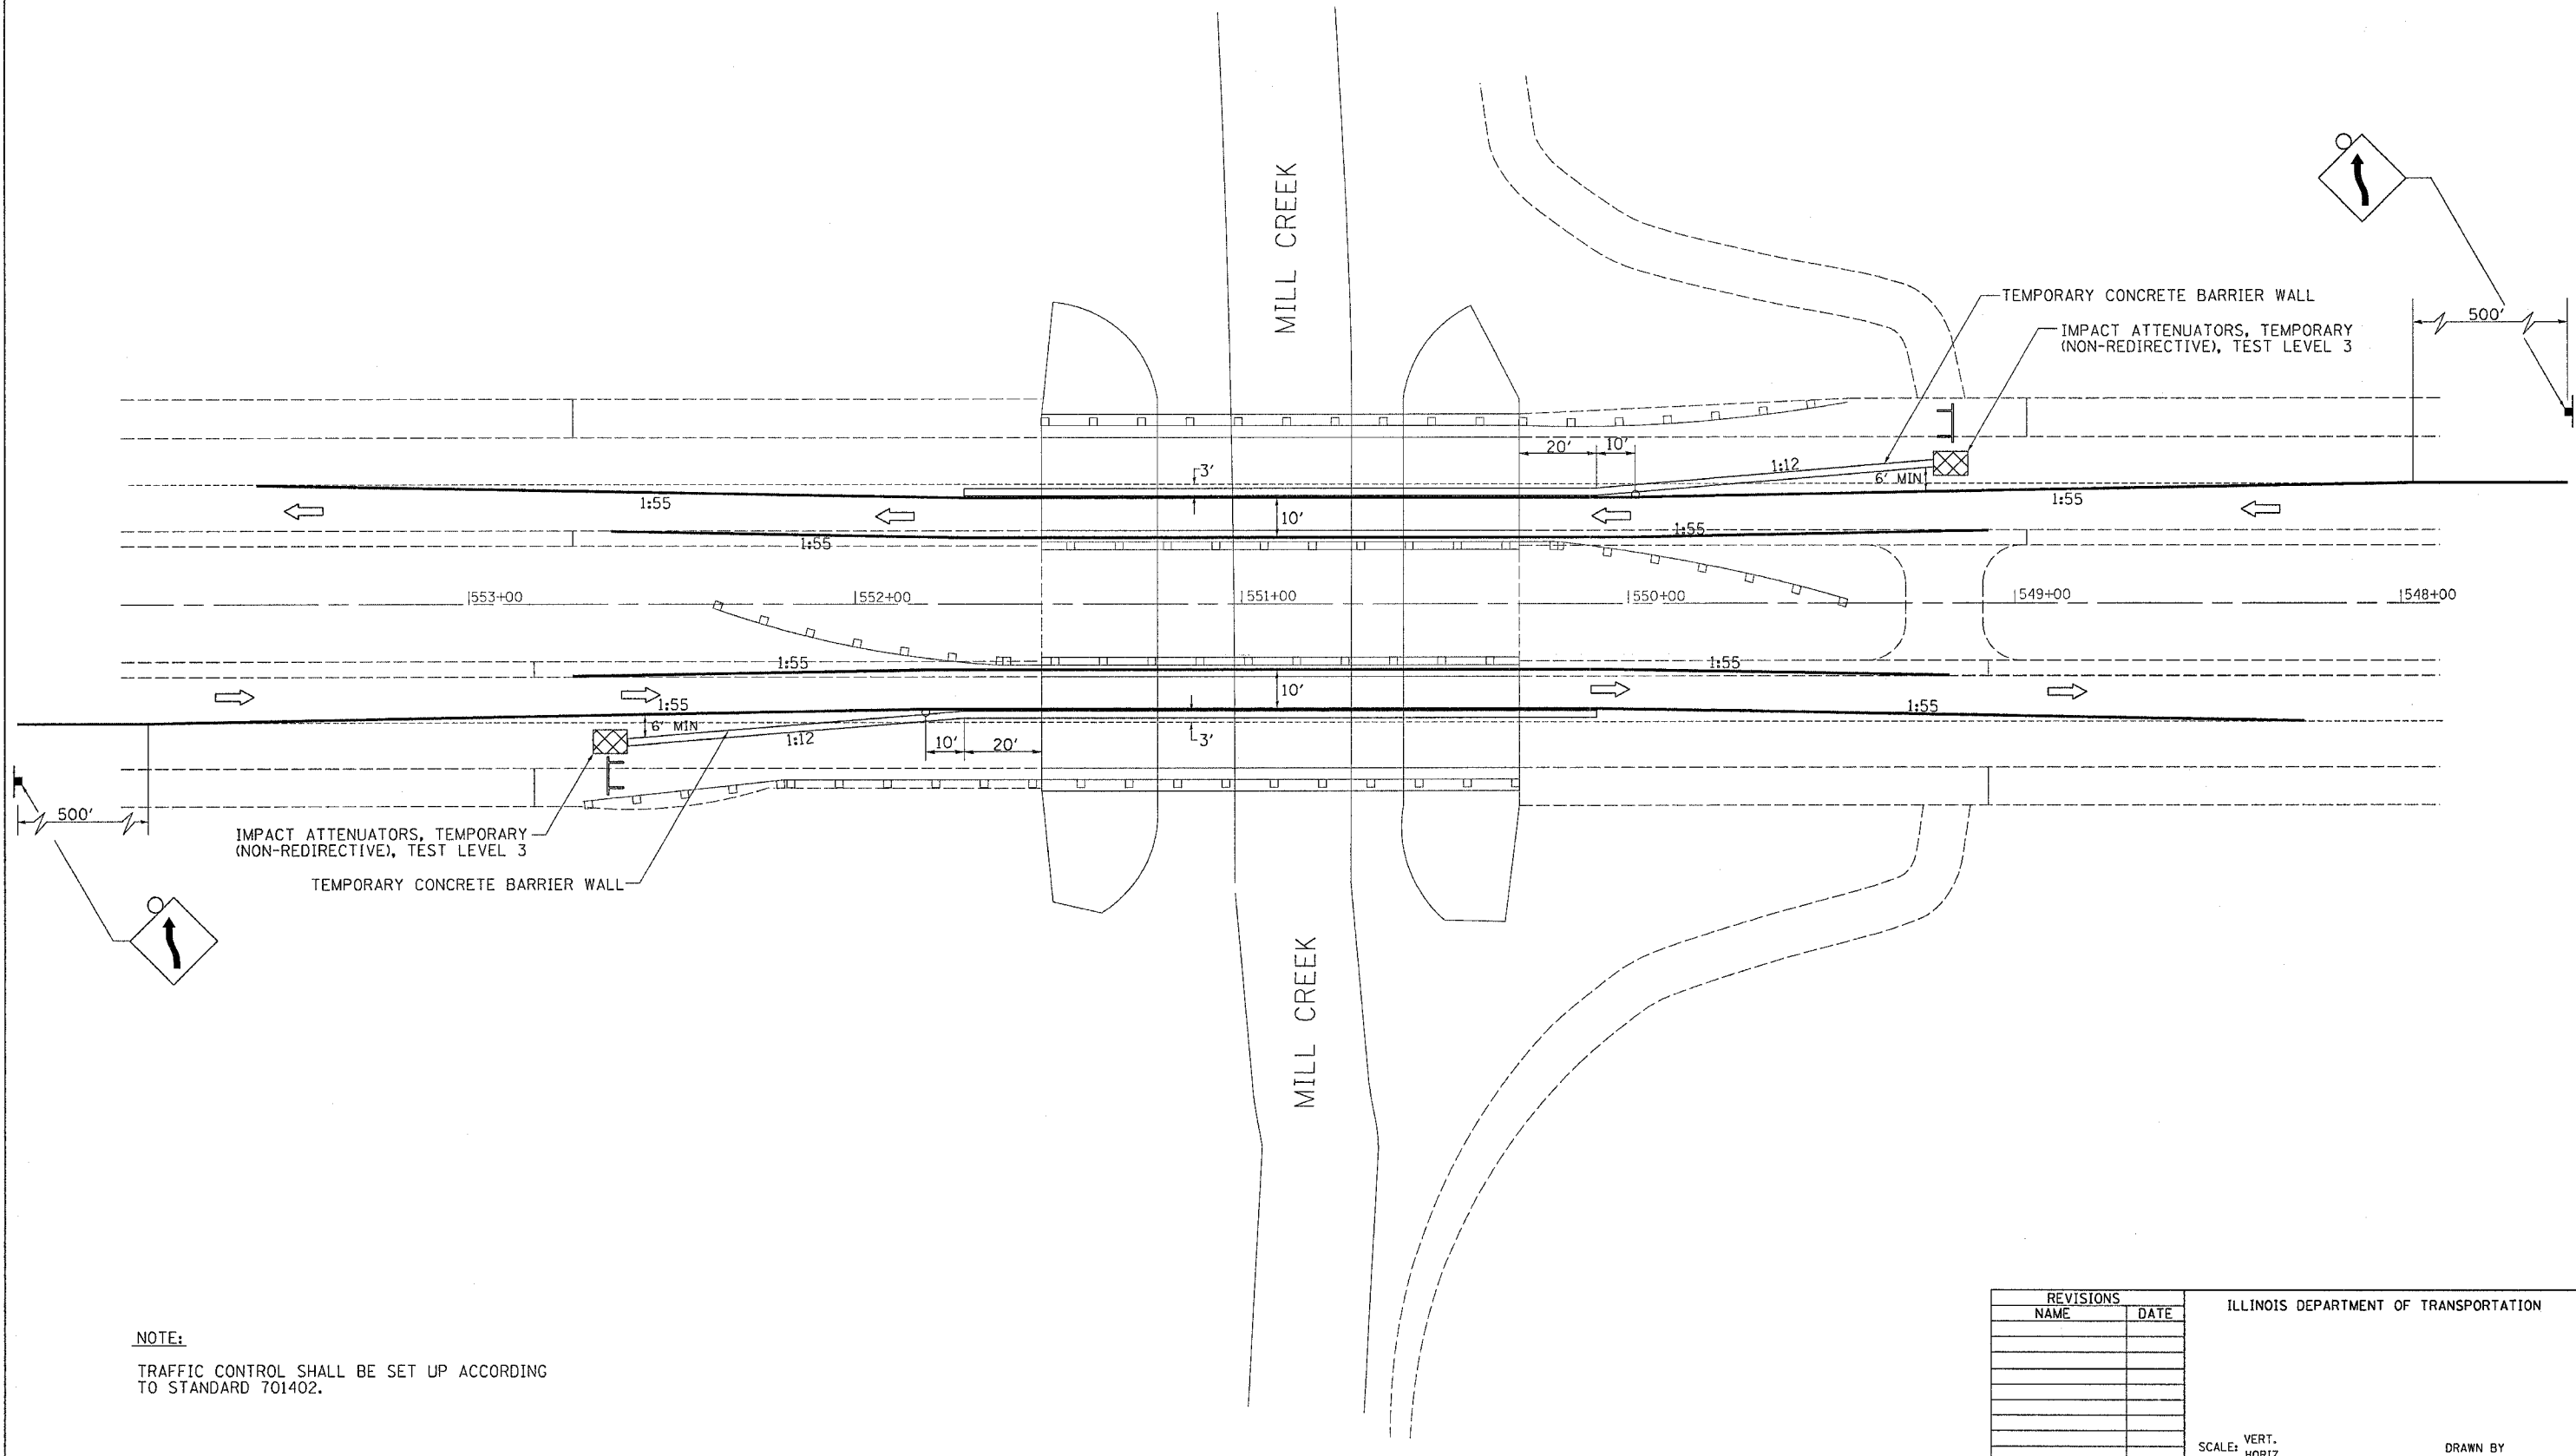 MILL CREEK
TEMPORARY CONCRETE BARRIER WALL
IMPACT ATTENUATORS, TEMPORARY
(NON-REDIRECTIVE), TEST LEVEL 3
500'
20'
10'
3'
1:12
6' MIN
1:55
1:55
10'
1:55
1:55
553+00
552+00
551+00
550+00
549+00
548+00
1:55
1:55
10'
1:55
1:55
6' MIN
1:12
10'
20'
3'
500'
IMPACT ATTENUATORS, TEMPORARY
(NON-REDIRECTIVE), TEST LEVEL 3
TEMPORARY CONCRETE BARRIER WALL
MILL CREEK
NOTE:
TRAFFIC CONTROL SHALL BE SET UP ACCORDING
TO STANDARD 701402.
REVISIONS
NAME
DATE
ILLINOIS DEPARTMENT OF TRANSPORTATION
SCALE:
VERT.
HORIZ.
DRAWN BY